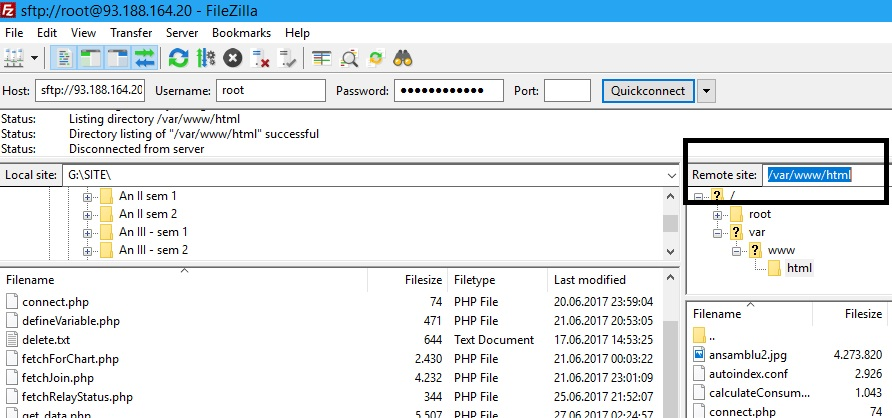 sftp://root@93.188.164.20 - FileZilla
File Edit View Transfer Server Bookmarks Help
Host: sftp://93.188.164.20 Username: root Password: ●●●●●●●●●●●● Port: Quickconnect
Status: Listing directory /var/www/html
Status: Directory listing of "/var/www/html" successful
Status: Disconnected from server
Local site: G:\SITE\
An II sem 1
An II sem 2
An III - sem 1
An III - sem 2
Filename Filesize Filetype Last modified
connect.php 74 PHP File 20.06.2017 23:59:04
defineVariable.php 471 PHP File 21.06.2017 20:53:05
delete.txt 644 Text Document 17.06.2017 14:53:25
fetchForChart.php 2.430 PHP File 21.06.2017 00:03:22
fetchJoin.php 4.232 PHP File 21.06.2017 23:01:09
fetchRelayStatus.php 344 PHP File 25.06.2017 21:52:07
get_data.php 5.507 PHP File 27.06.2017 02:24:57
Remote site: /var/www/html
/
root
var
www
html
Filename Filesize
..
ansamblu2.jpg 4.273.820
autoindex.conf 2.926
calculateConsum... 1.043
connect.php 74